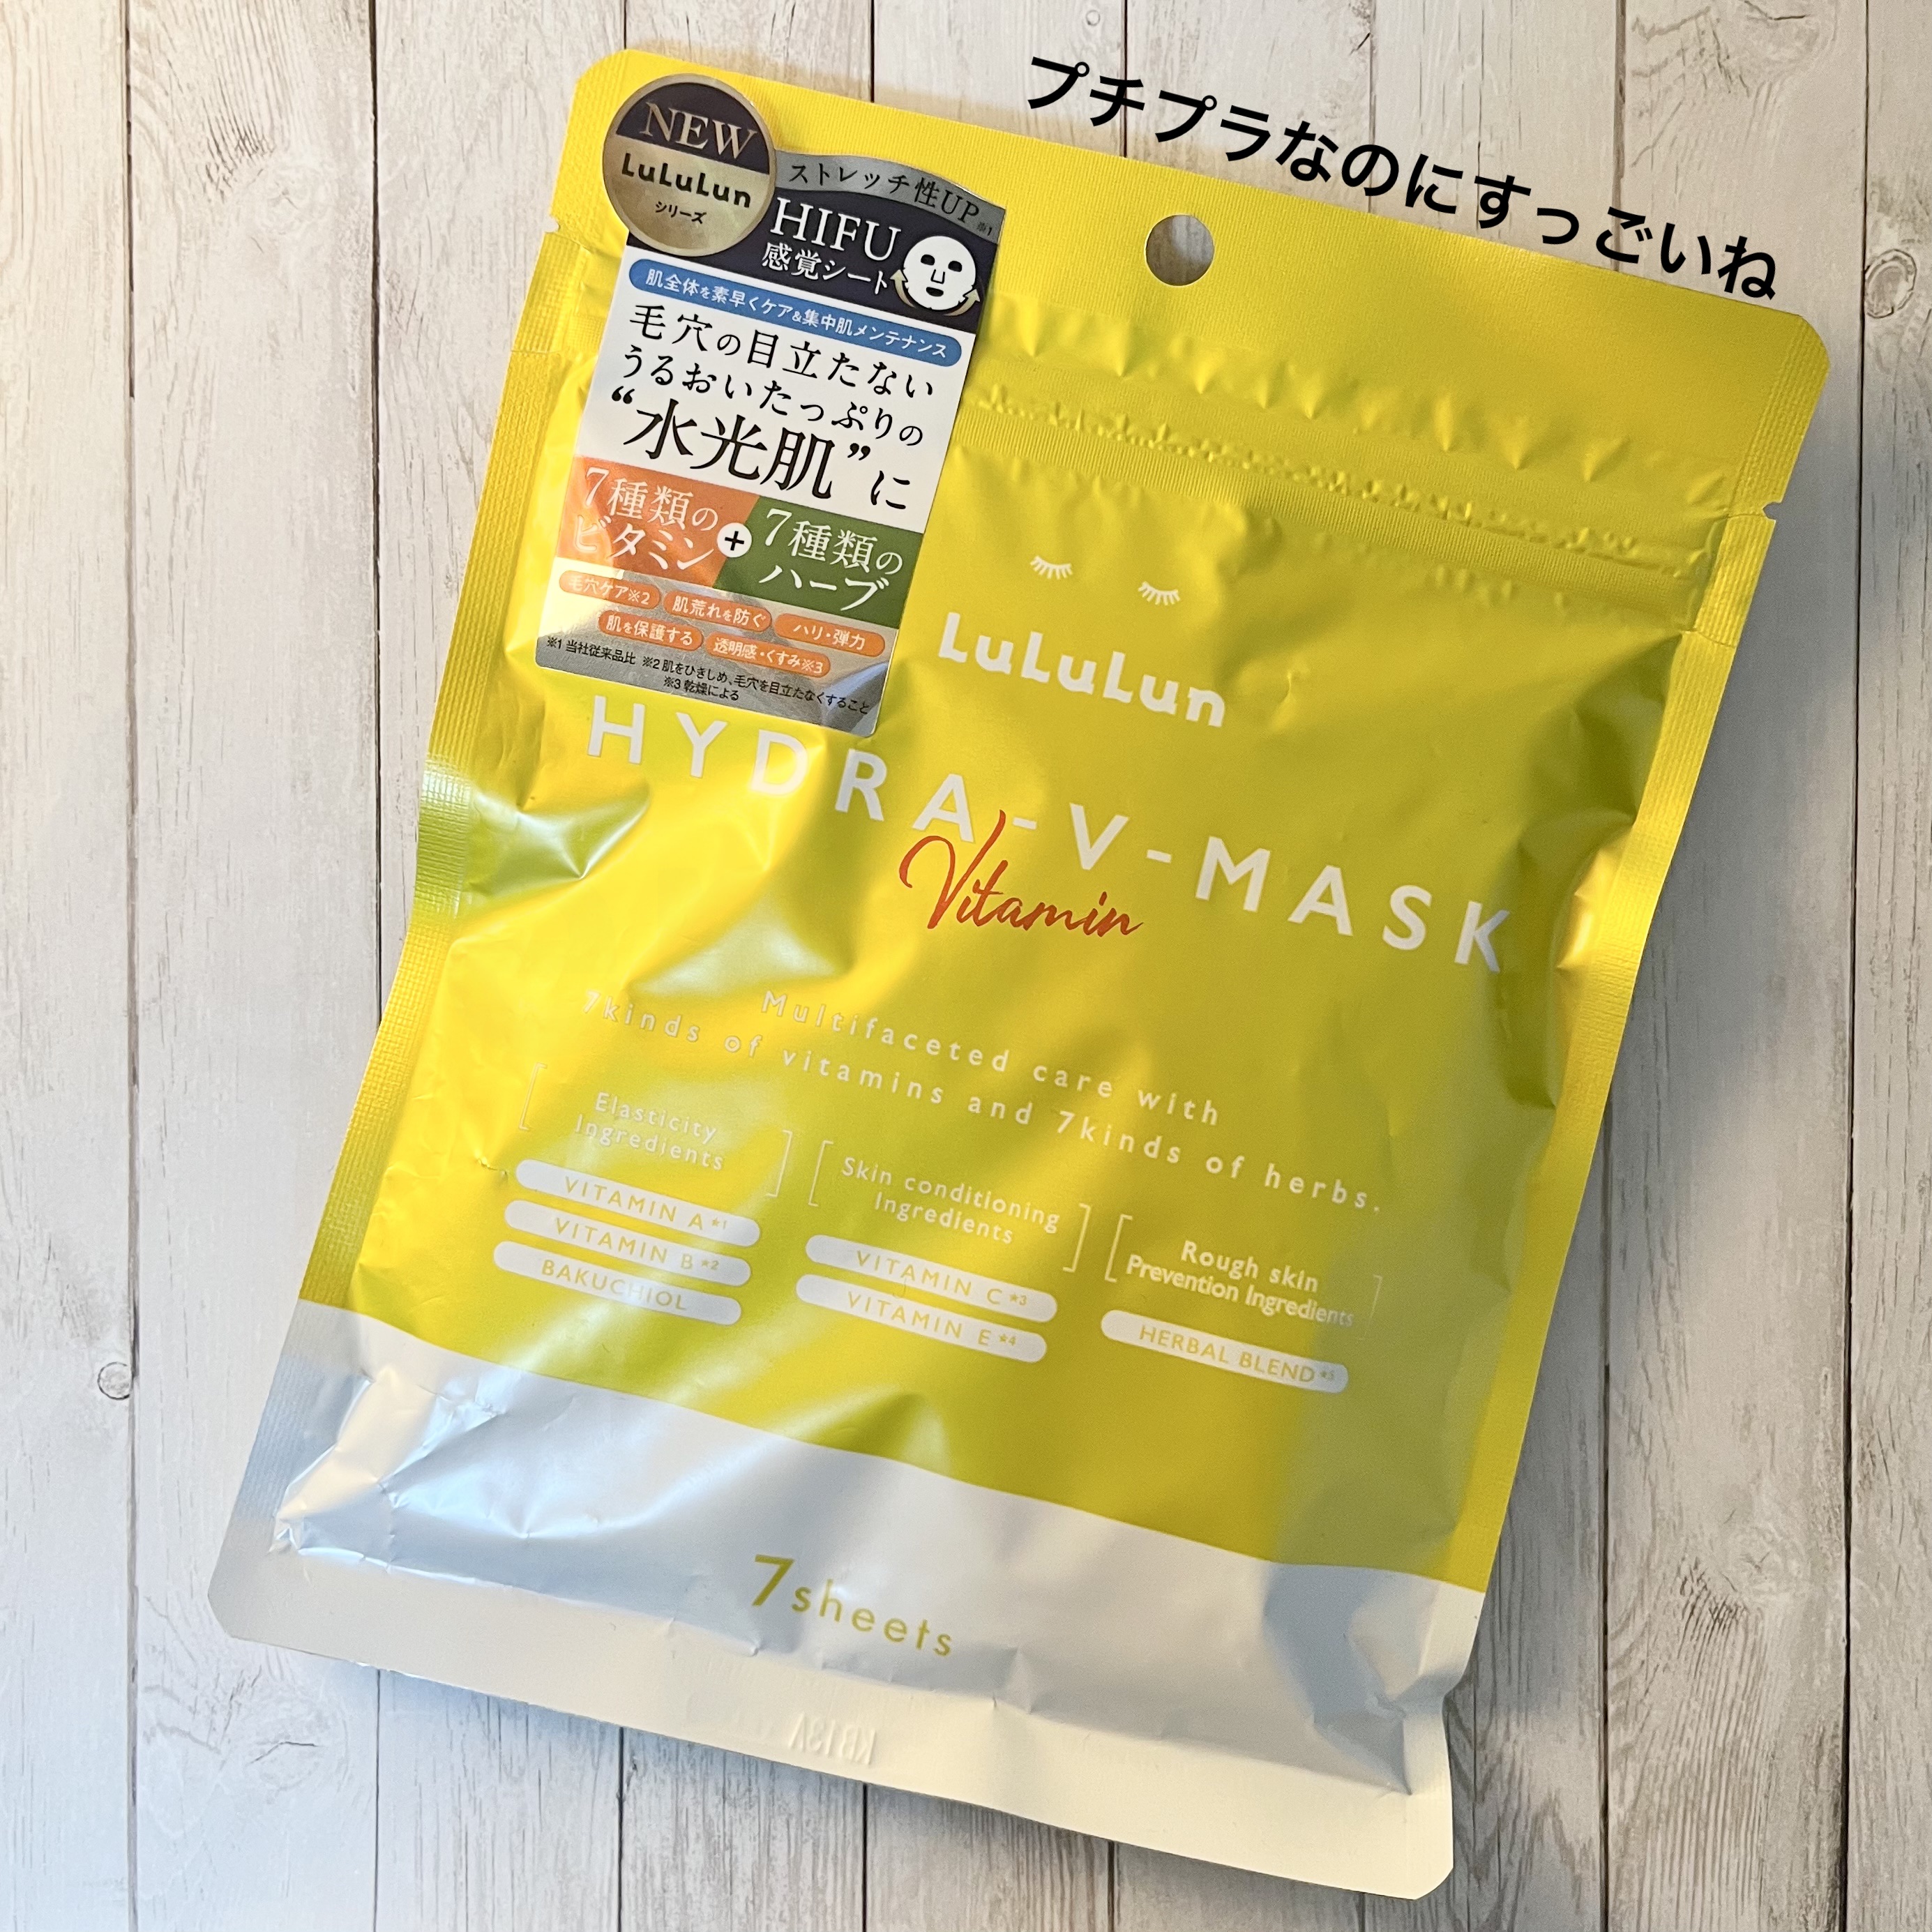 プチプラなのにすっごいね
NEW
LuLuLun
シリーズ
ストレッチ性UP※1
HIFU
感覚シート
肌全体を素早くケア&集中肌メンテナンス
毛穴の目立たない
うるおいたっぷりの
“水光肌”に
7種類の
ビタミン
+
7種類の
ハーブ
毛穴ケア※2
肌荒れを防ぐ
ハリ・弾力
肌を保護する
透明感・くすみ※3
※1 当社従来品比 ※2 肌をひきしめ、毛穴を目立たなくすること
※3 乾燥による
LuLuLun
HYDRA-V-MASK
Vitamin
Multifaceted care with
7kinds of vitamins and 7kinds of herbs.
Elasticity
Ingredients
VITAMIN A*1
VITAMIN B*2
BAKUCHIOL
Skin conditioning
Ingredients
VITAMIN C*3
VITAMIN E*4
Rough skin
Prevention Ingredients
HERBAL BLEND*5
7sheets